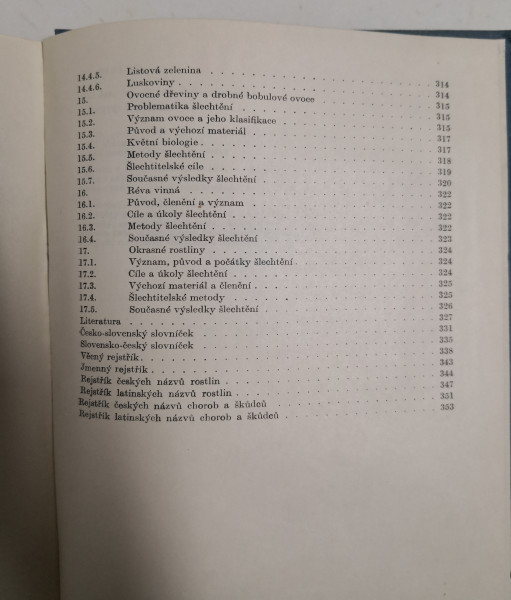 14.4.5. Listová zelenina . . . . 314
14.4.6. Luskoviny . . . . 314
15. Ovocné dřeviny a drobné bobulové ovoce . . . . 315
15.1. Problematika šlechtění . . . . 315
15.2. Význam ovoce a jeho klasifikace . . . . 315
15.3. Původ a výchozí materiál . . . . 317
15.4. Květní biologie . . . . 317
15.5. Metody šlechtění . . . . 318
15.6. Šlechtitelské cíle . . . . 319
15.7. Současné výsledky šlechtění . . . . 320
16. Réva vinná . . . . 322
16.1. Původ, členění a význam . . . . 322
16.2. Cíle a úkoly šlechtění . . . . 322
16.3. Metody šlechtění . . . . 322
16.4. Současné výsledky šlechtění . . . . 323
17. Okrasné rostliny . . . . 324
17.1. Význam, původ a počátky šlechtění . . . . 324
17.2. Cíle a úkoly šlechtění . . . . 324
17.3. Výchozí materiál a členění . . . . 325
17.4. Šlechtitelské metody . . . . 325
17.5. Současné výsledky šlechtění . . . . 326
Literatura . . . . 327
Česko-slovenský slovníček . . . . 331
Slovensko-český slovníček . . . . 335
Věcný rejstřík . . . . 338
Jmenný rejstřík . . . . 343
Rejstřík českých názvů rostlin . . . . 344
Rejstřík latinských názvů rostlin . . . . 347
Rejstřík českých názvů chorob a škůdců . . . . 351
Rejstřík latinských názvů chorob a škůdců . . . . 353